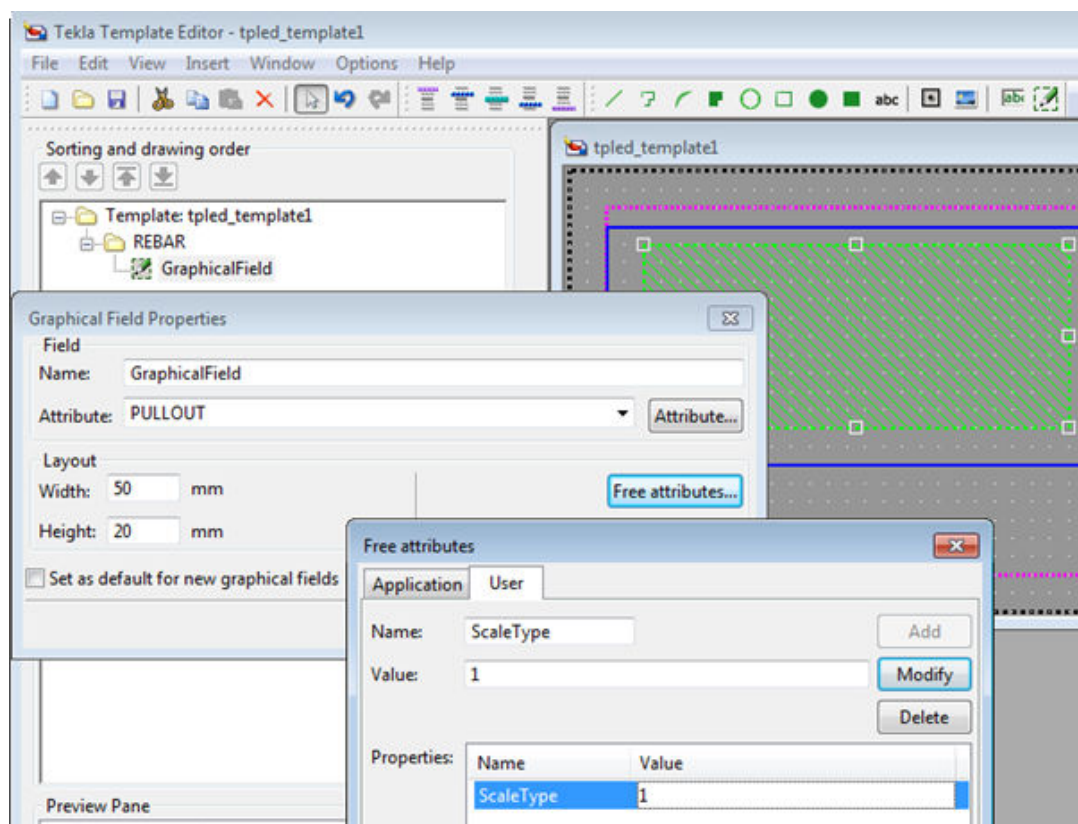 Tekla Template Editor - tpled_template1
File Edit View Insert Window Options Help
abc abc
Sorting and drawing order
Template: tpled_template1
REBAR
GraphicalField
tpled_template1
Graphical Field Properties
Field
Name: GraphicalField
Attribute: PULLOUT Attribute...
Layout
Width: 50 mm Free attributes...
Height: 20 mm
Set as default for new graphical fields
Free attributes
Application User
Name: ScaleType Add
Value: 1 Modify
Delete
Properties: Name Value
ScaleType 1
Preview Pane